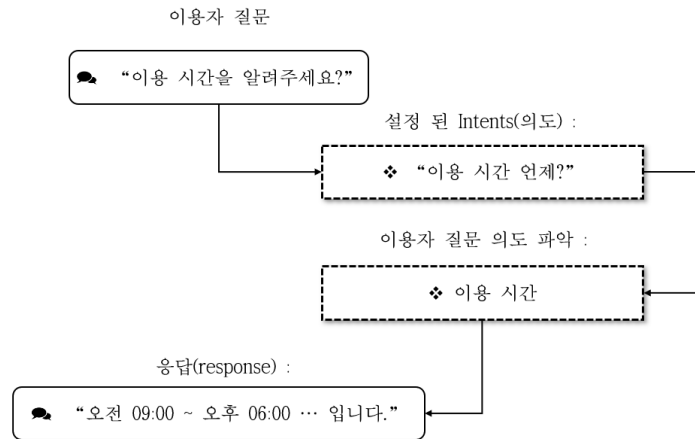 이용자 질문
“이용 시간을 알려주세요?”
설정 된 Intents(의도) :
❖ “이용 시간 언제?”
이용자 질문 의도 파악 :
❖ 이용 시간
응답(response) :
“오전 09:00 ~ 오후 06:00 … 입니다.”